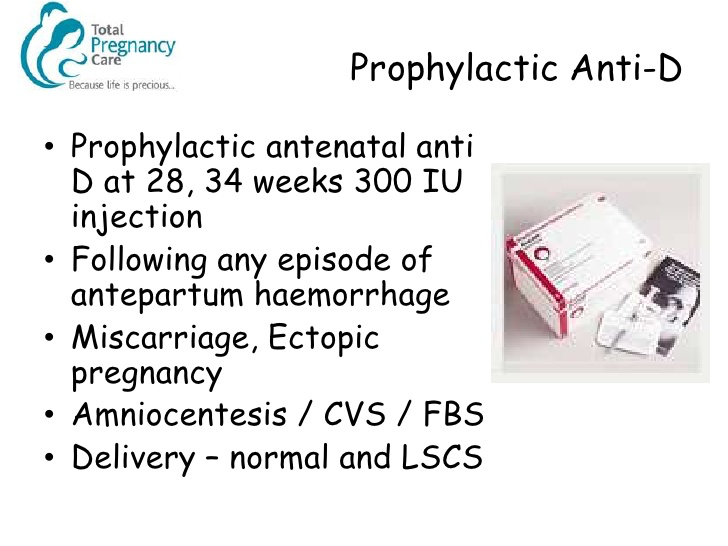 Total
Pregnancy
Care
Because life is precious...
Prophylactic Anti-D
• Prophylactic antenatal anti
D at 28, 34 weeks 300 IU
injection
• Following any episode of
antepartum haemorrhage
• Miscarriage, Ectopic
pregnancy
• Amniocentesis / CVS / FBS
• Delivery – normal and LSCS